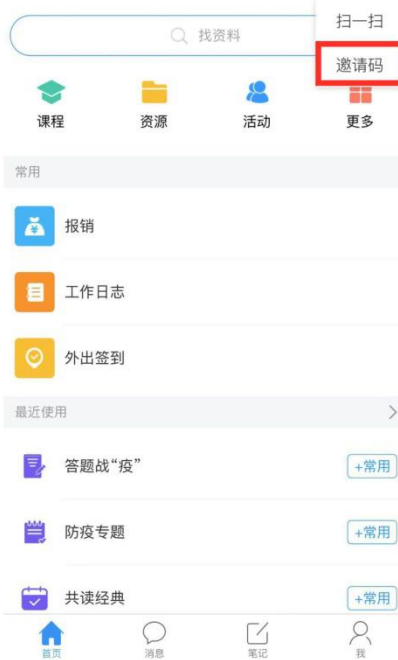 找资料
扫一扫
邀请码
课程
资源
活动
更多
常用
报销
工作日志
外出签到
最近使用
答题战“疫”
+常用
防疫专题
+常用
共读经典
+常用
首页
消息
笔记
我